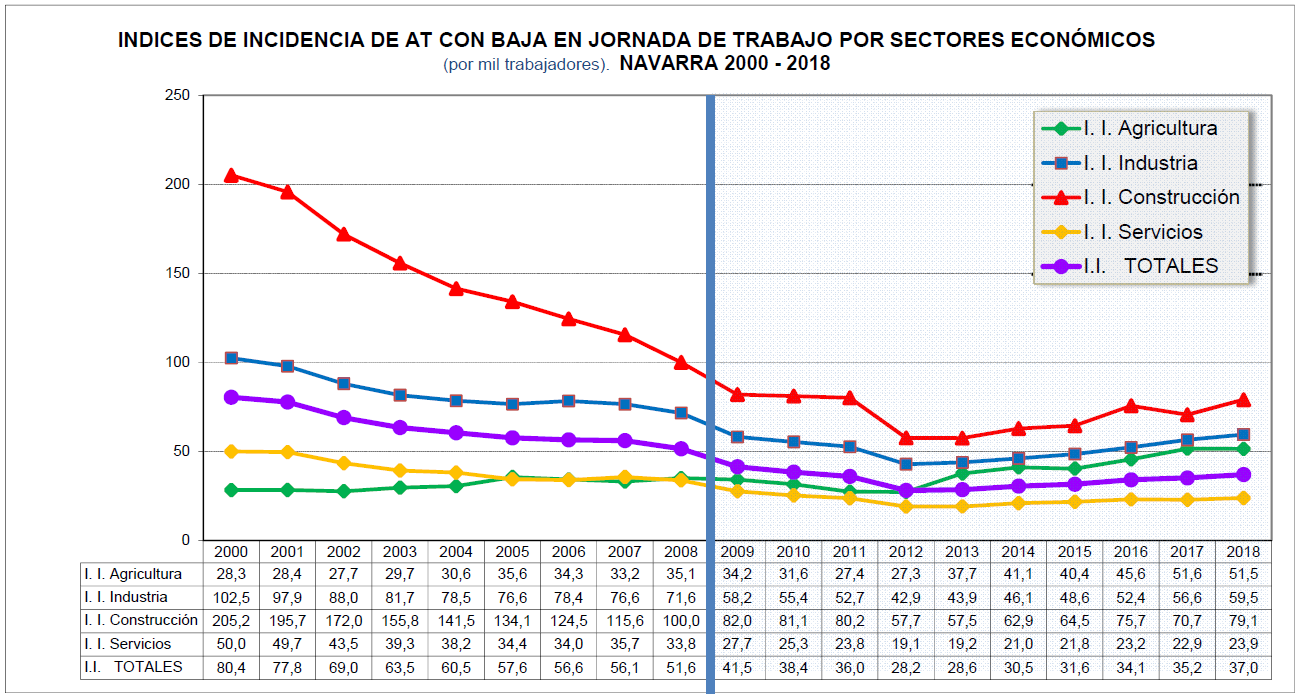 INDICES DE INCIDENCIA DE AT CON BAJA EN JORNADA DE TRABAJO POR SECTORES ECONÓMICOS
(por mil trabajadores). NAVARRA 2000 - 2018
250
200
150
100
50
0
I. I. Agricultura
I. I. Industria
I. I. Construcción
I. I. Servicios
I.I. TOTALES
2000 2001 2002 2003 2004 2005 2006 2007 2008 2009 2010 2011 2012 2013 2014 2015 2016 2017 2018
I. I. Agricultura 28,3 28,4 27,7 29,7 30,6 35,6 34,3 33,2 35,1 34,2 31,6 27,4 27,3 37,7 41,1 40,4 45,6 51,6 51,5
I. I. Industria 102,5 97,9 88,0 81,7 78,5 76,6 78,4 76,6 71,6 58,2 55,4 52,7 42,9 43,9 46,1 48,6 52,4 56,6 59,5
I. I. Construcción 205,2 195,7 172,0 155,8 141,5 134,1 124,5 115,6 100,0 82,0 81,1 80,2 57,7 57,5 62,9 64,5 75,7 70,7 79,1
I. I. Servicios 50,0 49,7 43,5 39,3 38,2 34,4 34,0 35,7 33,8 27,7 25,3 23,8 19,1 19,2 21,0 21,8 23,2 22,9 23,9
I.I. TOTALES 80,4 77,8 69,0 63,5 60,5 57,6 56,6 56,1 51,6 41,5 38,4 36,0 28,2 28,6 30,5 31,6 34,1 35,2 37,0